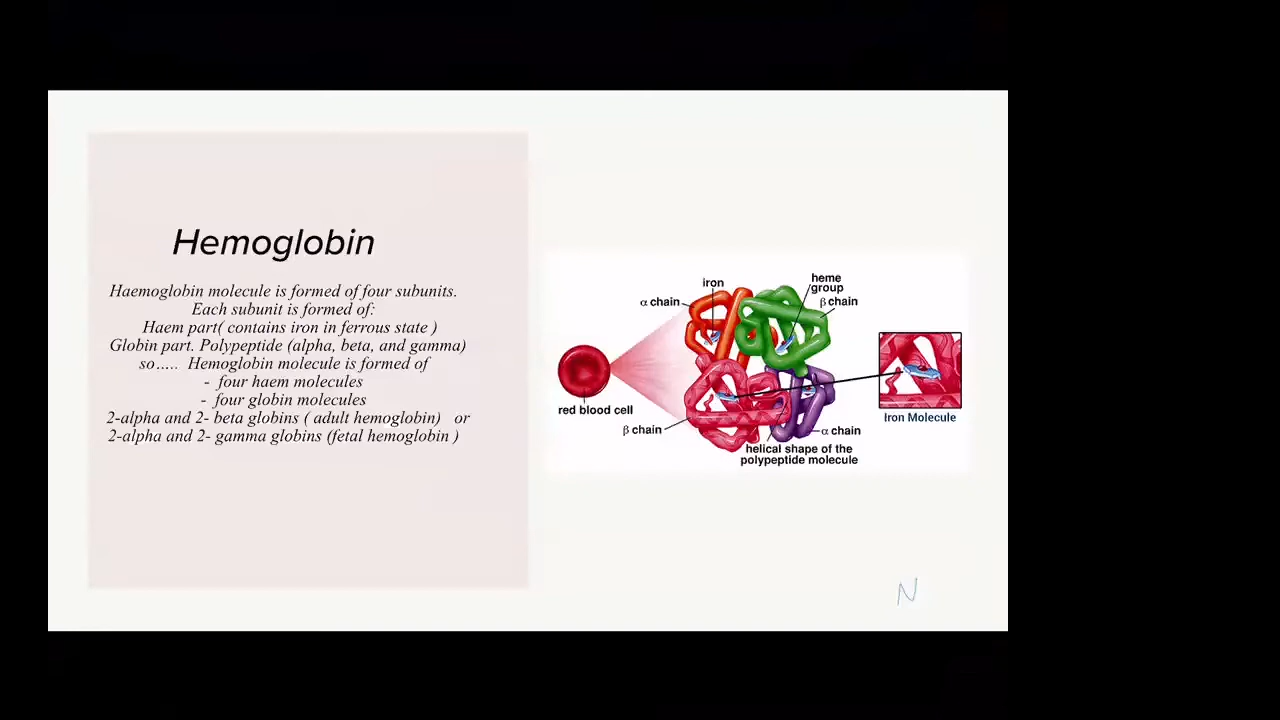 Hemoglobin
Haemoglobin molecule is formed of four subunits.
Each subunit is formed of:
Haem part( contains iron in ferrous state )
Globin part. Polypeptide (alpha, beta, and gamma)
so….. Hemoglobin molecule is formed of
- four haem molecules
- four globin molecules
2-alpha and 2- beta globins ( adult hemoglobin) or
2-alpha and 2- gamma globins (fetal hemoglobin )
iron
heme
group
α chain
β chain
red blood cell
β chain
α chain
helical shape of the
polypeptide molecule
Iron Molecule
N